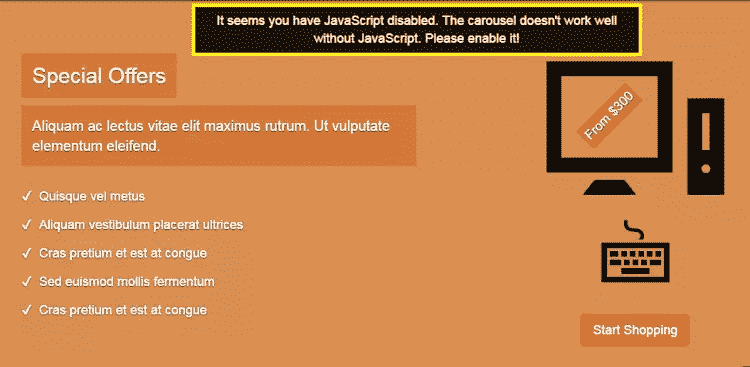 It seems you have JavaScript disabled. The carousel doesn't work well
without JavaScript. Please enable it!
Special Offers
Aliquam ac lectus vitae elit maximus rutrum. Ut vulputate
elementum eleifend.
✓ Quisque vel metus
✓ Aliquam vestibulum placerat ultrices
✓ Cras pretium et est at congue
✓ Sed euismod mollis fermentum
✓ Cras pretium et est at congue
From $300
Start Shopping